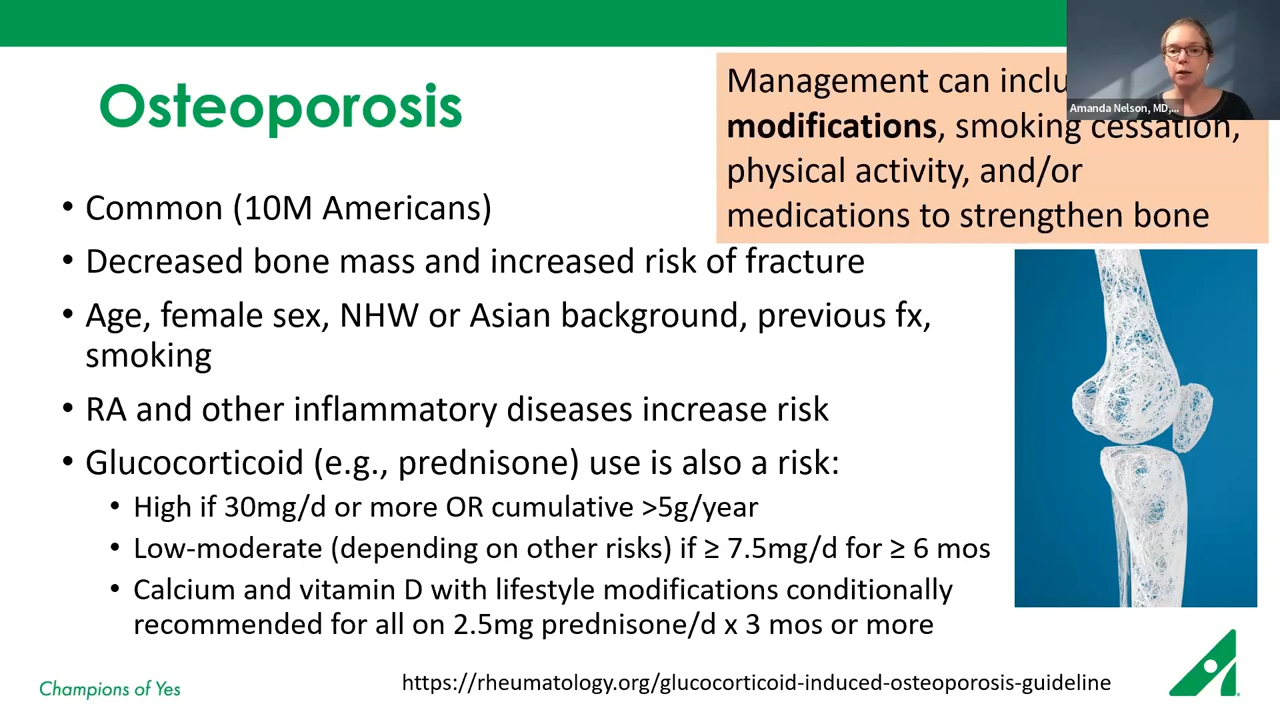 Osteoporosis
Management can inclu
modifications, smoking cessation,
physical activity, and/or
medications to strengthen bone
Amanda Nelson, MD,...
• Common (10M Americans)
• Decreased bone mass and increased risk of fracture
• Age, female sex, NHW or Asian background, previous fx,
smoking
• RA and other inflammatory diseases increase risk
• Glucocorticoid (e.g., prednisone) use is also a risk:
• High if 30mg/d or more OR cumulative >5g/year
• Low-moderate (depending on other risks) if ≥ 7.5mg/d for ≥ 6 mos
• Calcium and vitamin D with lifestyle modifications conditionally
recommended for all on 2.5mg prednisone/d x 3 mos or more
Champions of Yes
https://rheumatology.org/glucocorticoid-induced-osteoporosis-guideline